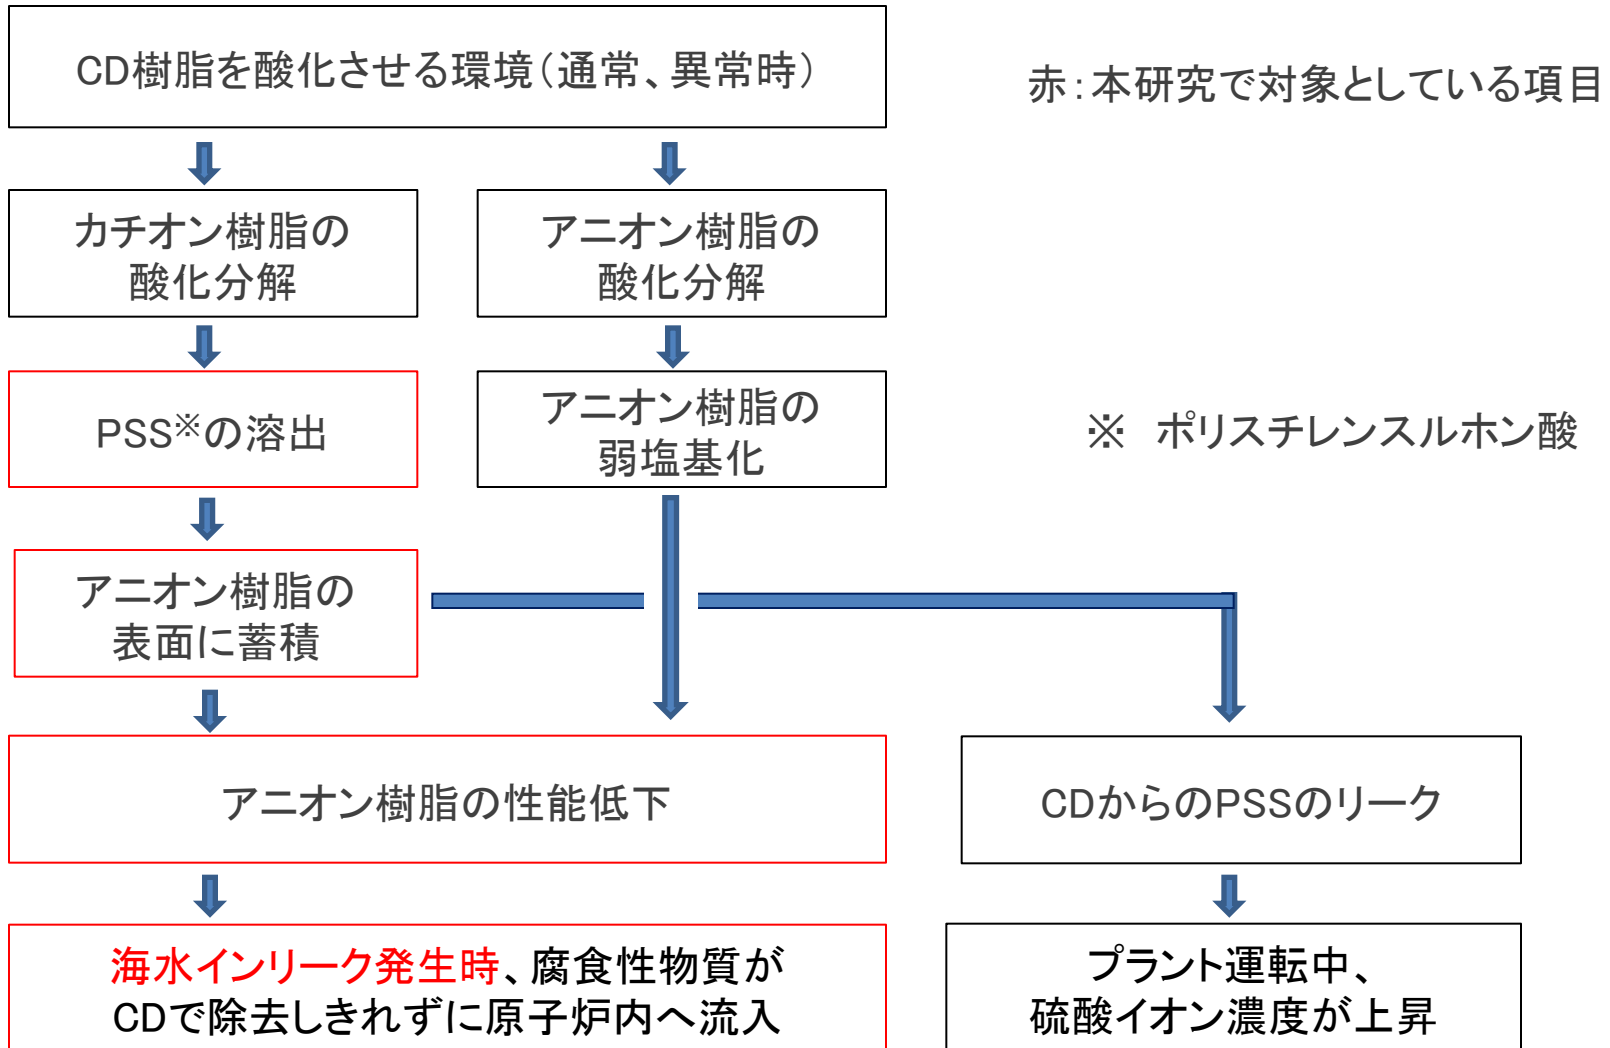 CD樹脂を酸化させる環境（通常、異常時）
赤：本研究で対象としている項目
カチオン樹脂の
酸化分解
アニオン樹脂の
酸化分解
PSS※の溶出
アニオン樹脂の
弱塩基化
※　ポリスチレンスルホン酸
アニオン樹脂の
表面に蓄積
アニオン樹脂の性能低下
CDからのPSSのリーク
海水インリーク発生時、腐食性物質が
CDで除去しきれずに原子炉内へ流入
プラント運転中、
硫酸イオン濃度が上昇